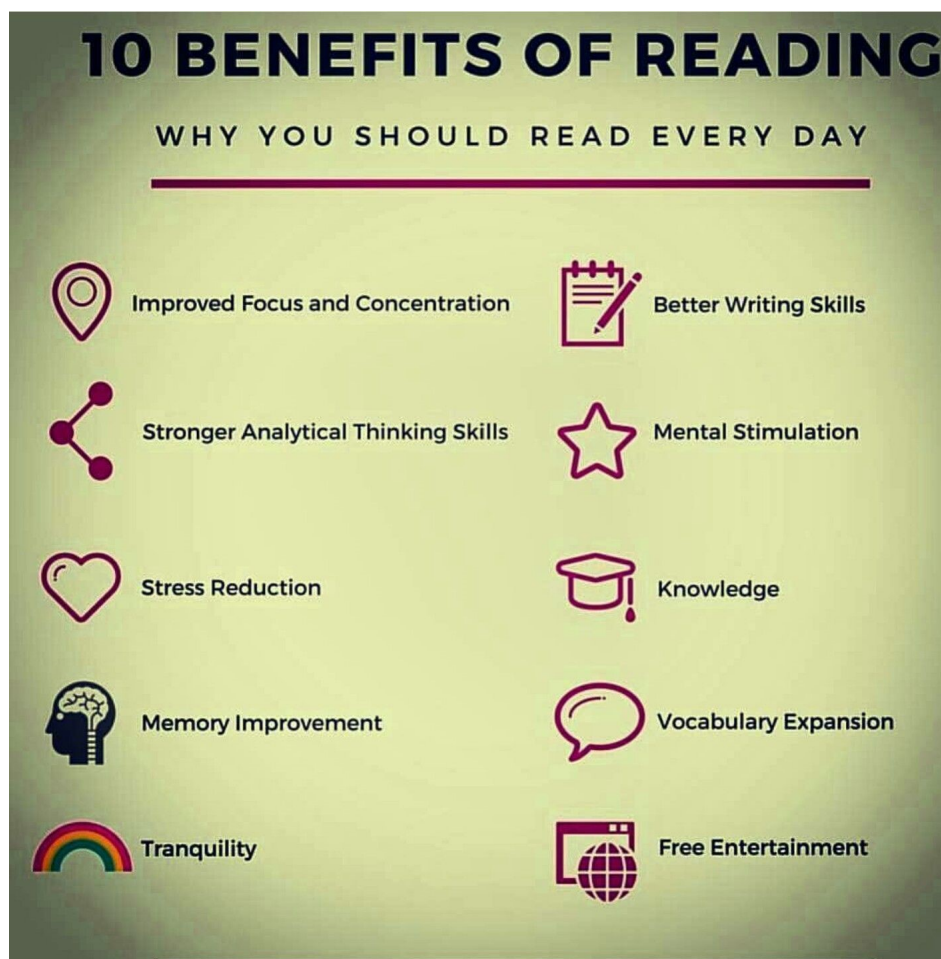 10 BENEFITS OF READING
WHY YOU SHOULD READ EVERY DAY
Improved Focus and Concentration
Better Writing Skills
Stronger Analytical Thinking Skills
Mental Stimulation
Stress Reduction
Knowledge
Memory Improvement
Vocabulary Expansion
Tranquility
Free Entertainment